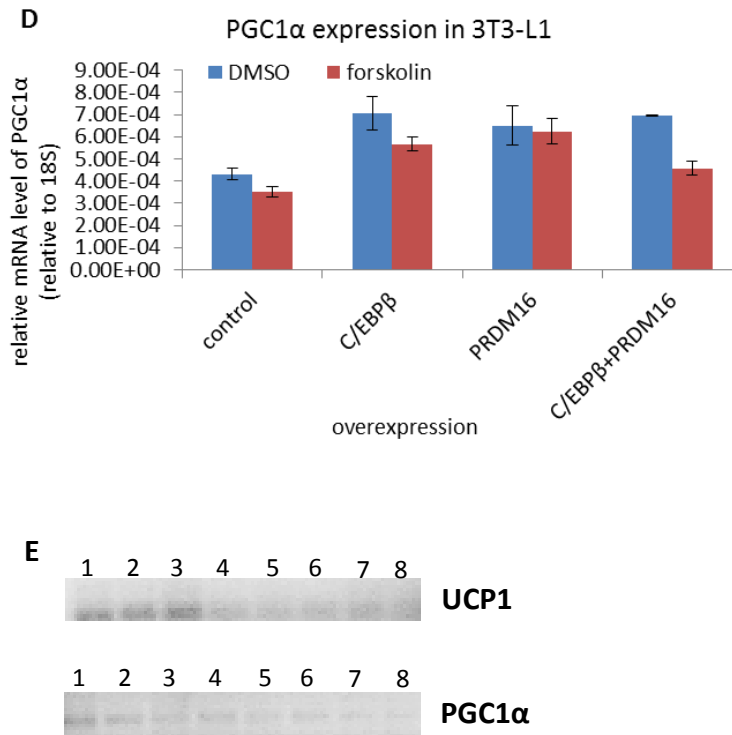 D
PGC1α expression in 3T3-L1
DMSO forskolin
relative mRNA level of PGC1α
(relative to 18S)
9.00E-04
8.00E-04
7.00E-04
6.00E-04
5.00E-04
4.00E-04
3.00E-04
2.00E-04
1.00E-04
0.00E+00
control
C/EBPβ
PRDM16
C/EBPβ+PRDM16
overexpression
E
1 2 3 4 5 6 7 8
UCP1
1 2 3 4 5 6 7 8
PGC1α